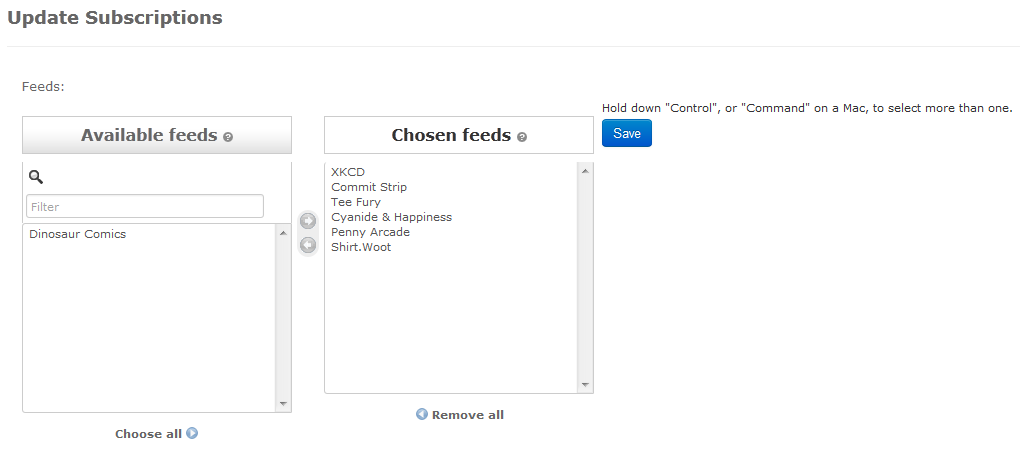 Update Subscriptions
Feeds:
Hold down "Control", or "Command" on a Mac, to select more than one.
Available feeds ?
Chosen feeds ?
Save
Filter
XKCD
Commit Strip
Tee Fury
Cyanide & Happiness
Penny Arcade
Shirt.Woot
Dinosaur Comics
Choose all
Remove all